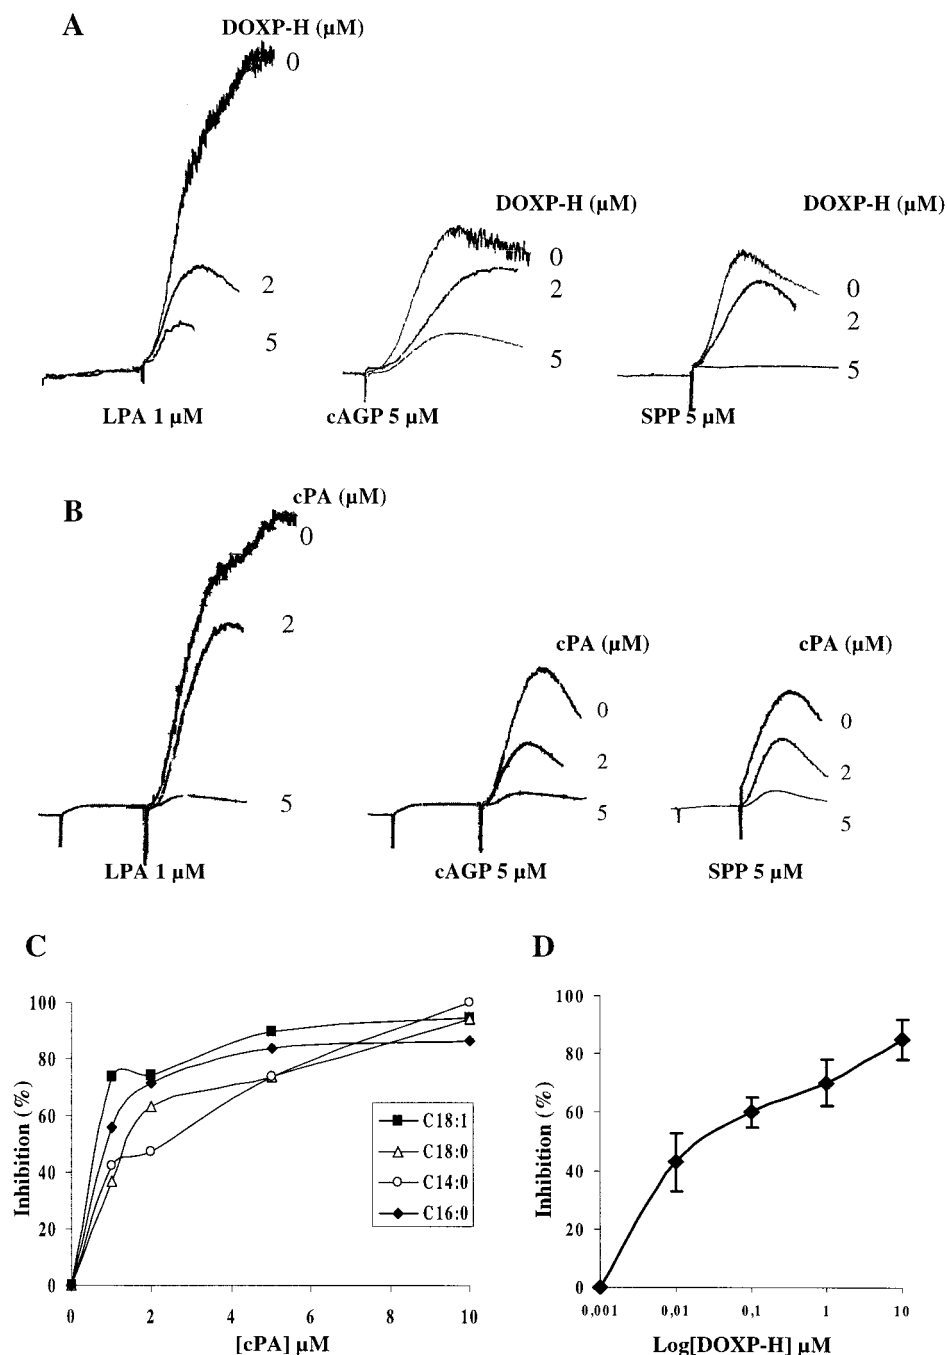 A
DOXP-H (µM)
0
2
5
LPA 1 µM
DOXP-H (µM)
0
2
5
cAGP 5 µM
DOXP-H (µM)
0
2
5
SPP 5 µM
B
cPA (µM)
0
2
5
LPA 1 µM
cPA (µM)
0
2
5
cAGP 5 µM
cPA (µM)
0
2
5
SPP 5 µM
C
Inhibition (%)
100
80
60
40
20
0
0 2 4 6 8 10
[cPA] µM
C18:1
C18:0
C14:0
C16:0
D
Inhibition (%)
100
80
60
40
20
0
0,001 0,01 0,1 1 10
Log[DOXP-H] µM